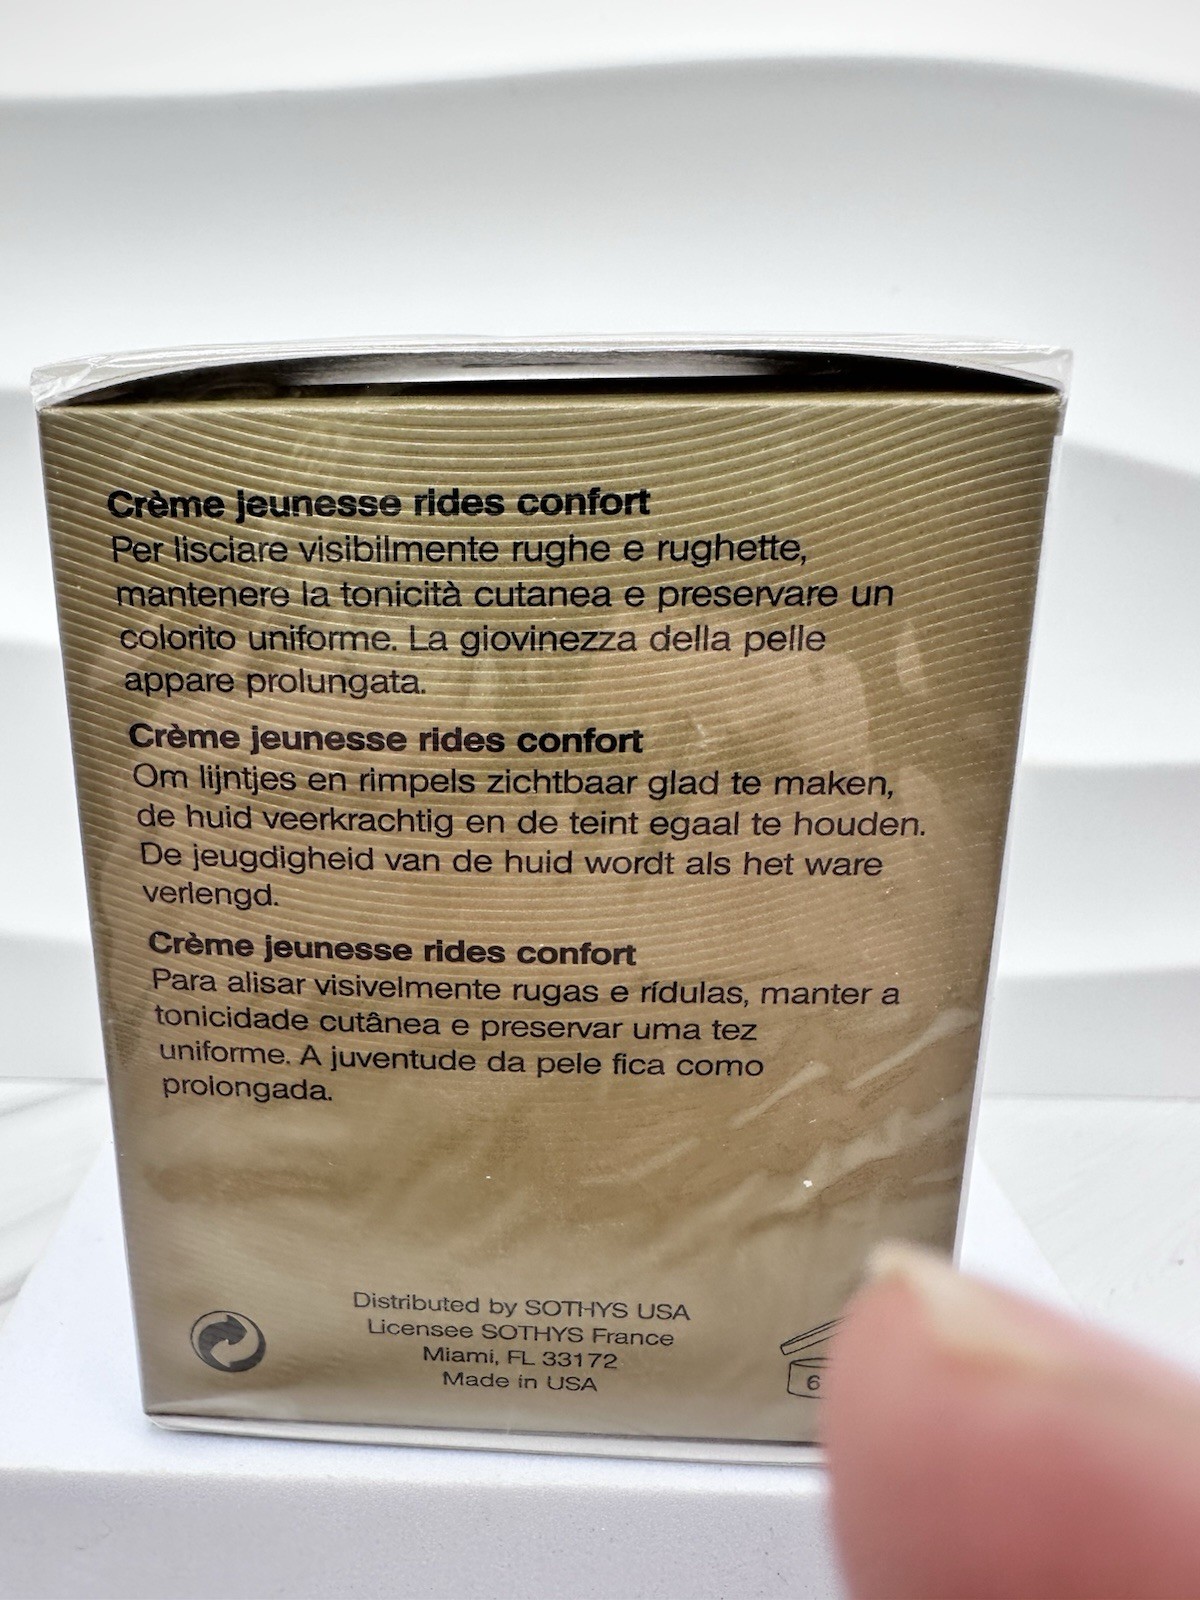 Crème jeunesse rides confort
Per lisciare visibilmente rughe e rughette,
mantenere la tonicità cutanea e preservare un
colorito uniforme. La giovinezza della pelle
appare prolungata.
Crème jeunesse rides confort
Om lijntjes en rimpels zichtbaar glad te maken,
de huid veerkrachtig en de teint egaal te houden.
De jeugdigheid van de huid wordt als het ware
verlengd.
Crème jeunesse rides confort
Para alisar visivelmente rugas e rídulas, manter a
tonicidade cutânea e preservar uma tez
uniforme. A juventude da pele fica como
prolongada.
Distributed by SOTHYS USA
Licensee SOTHYS France
Miami, FL 33172
Made in USA
6